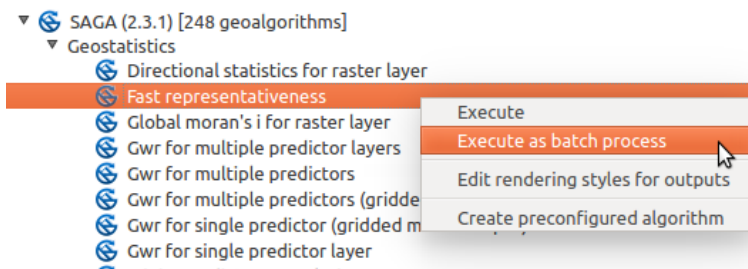 SAGA (2.3.1) [248 geoalgorithms]
Geostatistics
Directional statistics for raster layer
Fast representativeness
Global moran's i for raster layer
Gwr for multiple predictor layers
Gwr for multiple predictors
Gwr for multiple predictors (gridde
Gwr for single predictor (gridded m
Gwr for single predictor layer
Execute
Execute as batch process
Edit rendering styles for outputs
Create preconfigured algorithm